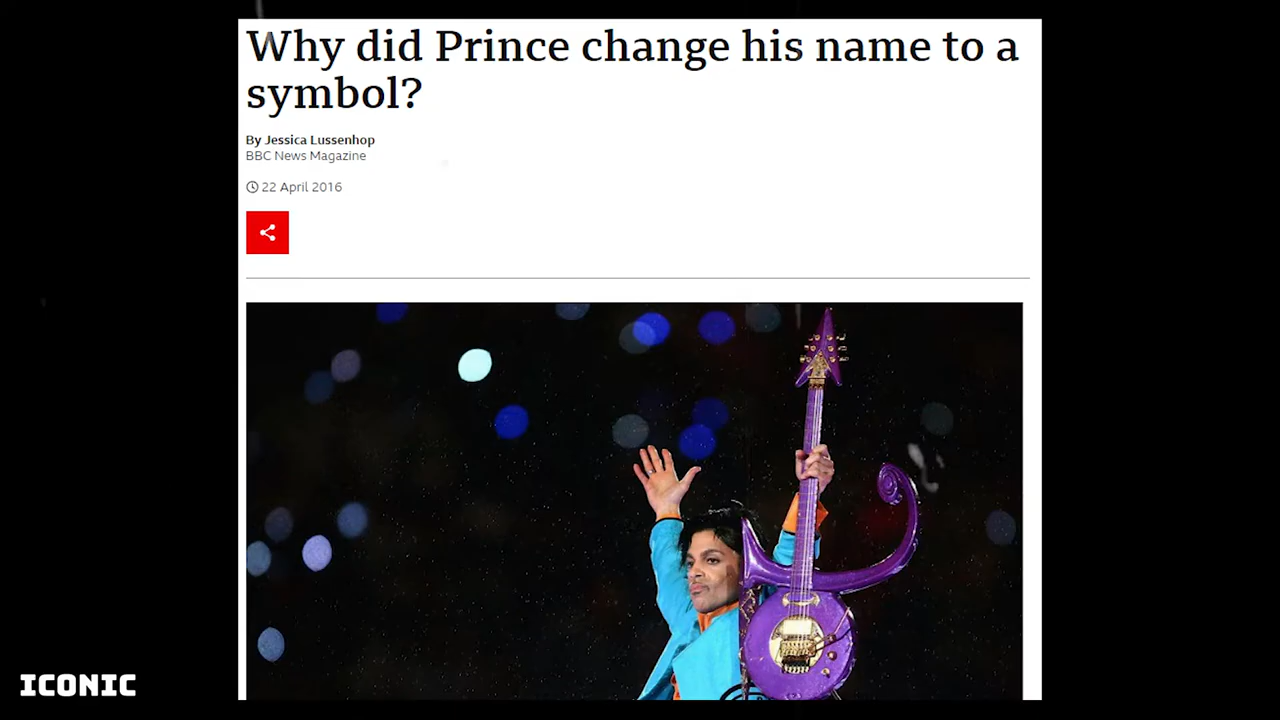 Why did Prince change his name to a
symbol?
By Jessica Lussenhop
BBC News Magazine
22 April 2016
ICONIC